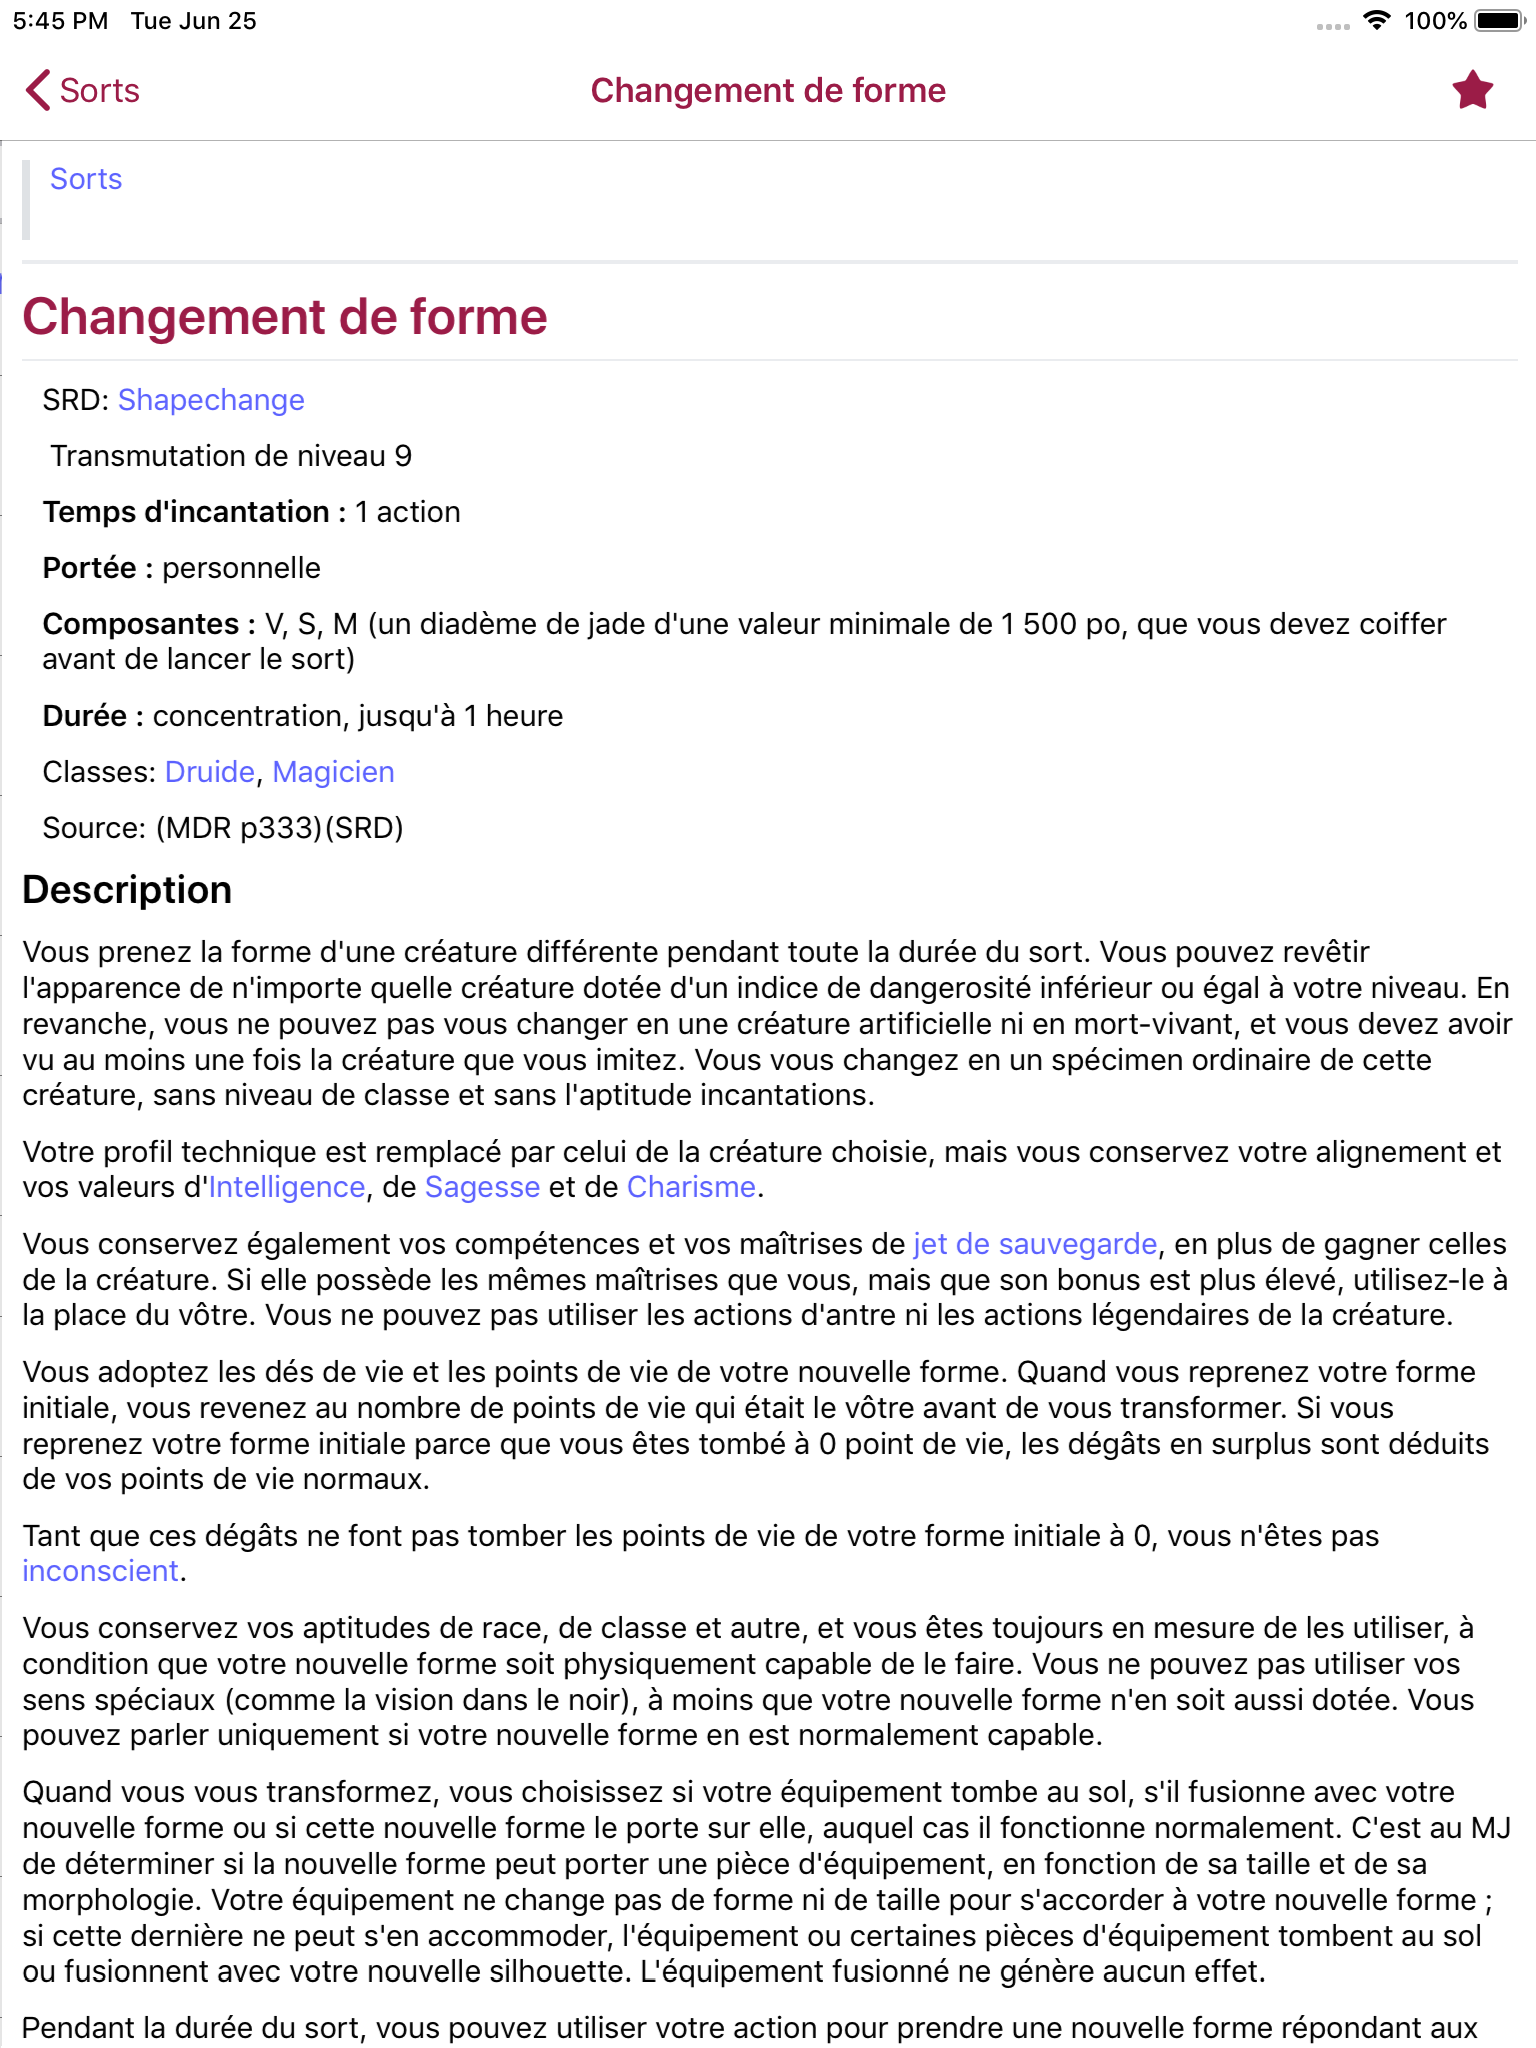 5:45 PM Tue Jun 25 100%
Sorts Changement de forme
Sorts
Changement de forme
SRD: Shapechange
Transmutation de niveau 9
Temps d'incantation : 1 action
Portée : personnelle
Composantes : V, S, M (un diadème de jade d'une valeur minimale de 1 500 po, que vous devez coiffer
avant de lancer le sort)
Durée : concentration, jusqu'à 1 heure
Classes: Druide, Magicien
Source: (MDR p333)(SRD)
Description
Vous prenez la forme d'une créature différente pendant toute la durée du sort. Vous pouvez revêtir
l'apparence de n'importe quelle créature dotée d'un indice de dangerosité inférieur ou égal à votre niveau. En
revanche, vous ne pouvez pas vous changer en une créature artificielle ni en mort-vivant, et vous devez avoir
vu au moins une fois la créature que vous imitez. Vous vous changez en un spécimen ordinaire de cette
créature, sans niveau de classe et sans l'aptitude incantations.
Votre profil technique est remplacé par celui de la créature choisie, mais vous conservez votre alignement et
vos valeurs d'Intelligence, de Sagesse et de Charisme.
Vous conservez également vos compétences et vos maîtrises de jet de sauvegarde, en plus de gagner celles
de la créature. Si elle possède les mêmes maîtrises que vous, mais que son bonus est plus élevé, utilisez-le à
la place du vôtre. Vous ne pouvez pas utiliser les actions d'antre ni les actions légendaires de la créature.
Vous adoptez les dés de vie et les points de vie de votre nouvelle forme. Quand vous reprenez votre forme
initiale, vous revenez au nombre de points de vie qui était le vôtre avant de vous transformer. Si vous
reprenez votre forme initiale parce que vous êtes tombé à 0 point de vie, les dégâts en surplus sont déduits
de vos points de vie normaux.
Tant que ces dégâts ne font pas tomber les points de vie de votre forme initiale à 0, vous n'êtes pas
inconscient.
Vous conservez vos aptitudes de race, de classe et autre, et vous êtes toujours en mesure de les utiliser, à
condition que votre nouvelle forme soit physiquement capable de le faire. Vous ne pouvez pas utiliser vos
sens spéciaux (comme la vision dans le noir), à moins que votre nouvelle forme n'en soit aussi dotée. Vous
pouvez parler uniquement si votre nouvelle forme en est normalement capable.
Quand vous vous transformez, vous choisissez si votre équipement tombe au sol, s'il fusionne avec votre
nouvelle forme ou si cette nouvelle forme le porte sur elle, auquel cas il fonctionne normalement. C'est au MJ
de déterminer si la nouvelle forme peut porter une pièce d'équipement, en fonction de sa taille et de sa
morphologie. Votre équipement ne change pas de forme ni de taille pour s'accorder à votre nouvelle forme ;
si cette dernière ne peut s'en accommoder, l'équipement ou certaines pièces d'équipement tombent au sol
ou fusionnent avec votre nouvelle silhouette. L'équipement fusionné ne génère aucun effet.
Pendant la durée du sort, vous pouvez utiliser votre action pour prendre une nouvelle forme répondant aux